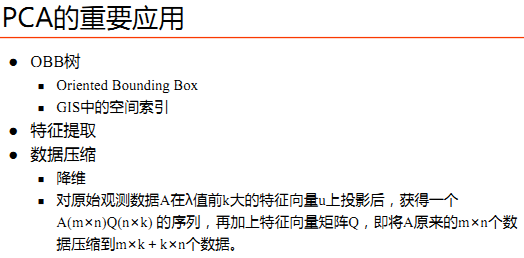 PCA的重要应用
● OBB树
▪ Oriented Bounding Box
▪ GIS中的空间索引
● 特征提取
● 数据压缩
▪ 降维
▪ 对原始观测数据A在λ值前k大的特征向量u上投影后，获得一个
A(m×n)Q(n×k) 的序列，再加上特征向量矩阵Q，即将A原来的m×n个数
据压缩到m×k＋k×n个数据。